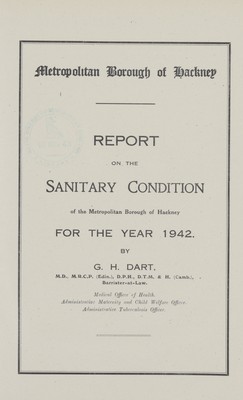 Metropolitan Borough of Hackney
REPORT
ON THE
SANITARY CONDITION
of the Metropolitan Borough of Hackney
FOR THE YEAR 1942.
BY
G. H. DART,
M.D., M.R.C.P. (Edin.), D.P.H., D.T.M. & H. (Camb.),
Barrister-at-Law.
Medical Officer of Health
Administrative Maternity and Child Welfare Officer
Administrative Tuberculosis Officer